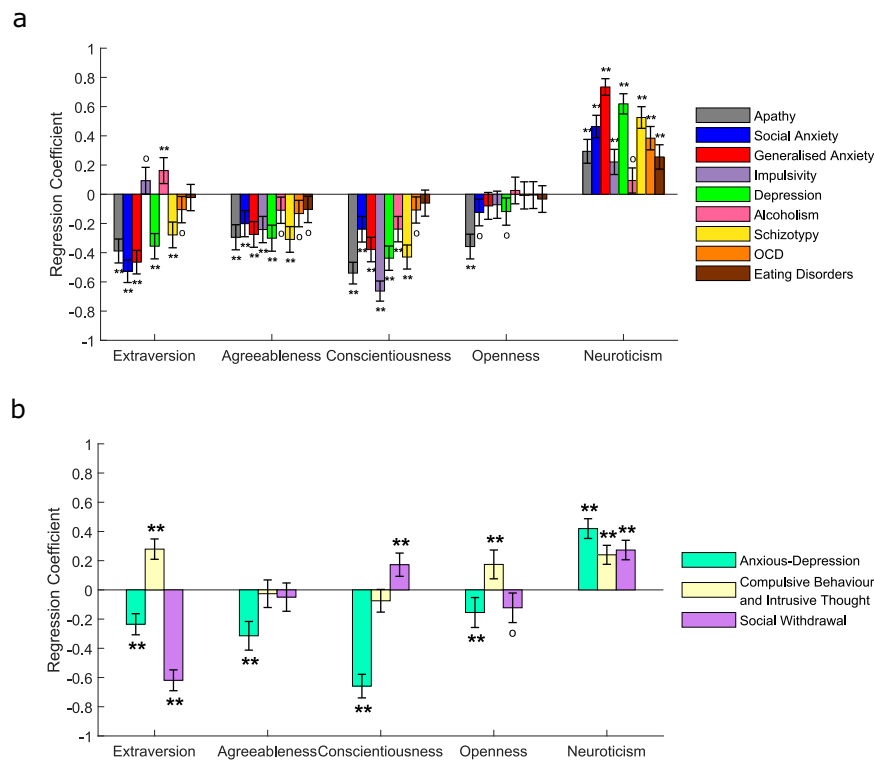 a
1
0.8
0.6
0.4
0.2
0
-0.2
-0.4
-0.6
-0.8
-1
Regression Coefficient
** ** ** o ** ** ** o
** ** ** ** ** o ** o o
** ** ** ** ** ** ** o
** o o
** ** ** ** ** o ** ** **
Extraversion Agreeableness Conscientiousness Openness Neuroticism
Apathy
Social Anxiety
Generalised Anxiety
Impulsivity
Depression
Alcoholism
Schizotypy
OCD
Eating Disorders
b
1
0.8
0.6
0.4
0.2
0
-0.2
-0.4
-0.6
-0.8
-1
Regression Coefficient
** ** **
**
** **
** ** o
** ** **
Extraversion Agreeableness Conscientiousness Openness Neuroticism
Anxious-Depression
Compulsive Behaviour
and Intrusive Thought
Social Withdrawal